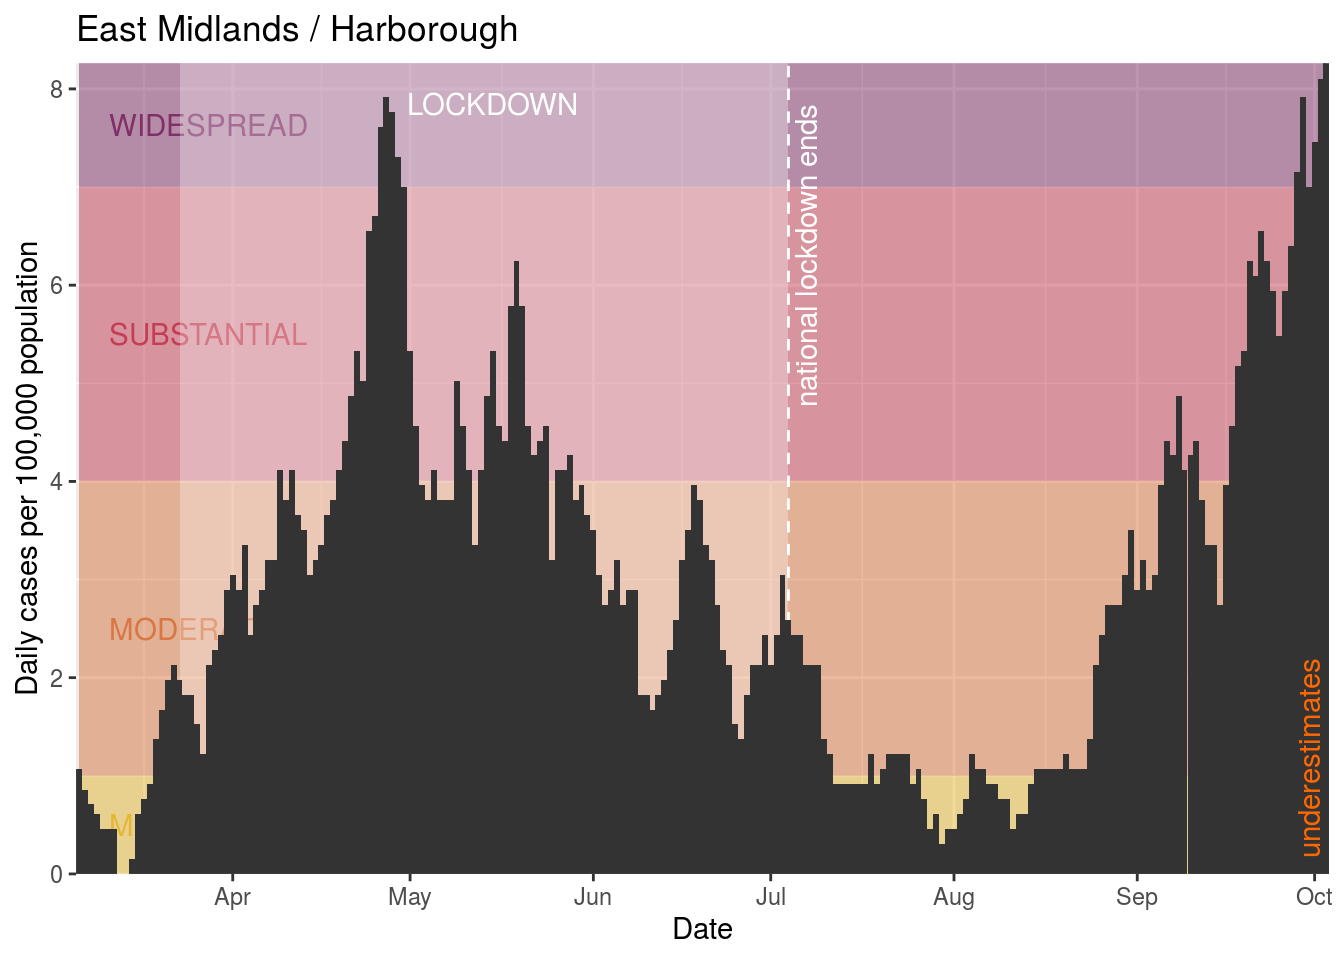 East Midlands / Harborough
Daily cases per 100,000 population
8
6
4
2
0
WIDESPREAD
SUBSTANTIAL
MODER
M
LOCKDOWN
national lockdown ends
underestimates
Apr
May
Jun
Jul
Aug
Sep
Oct
Date